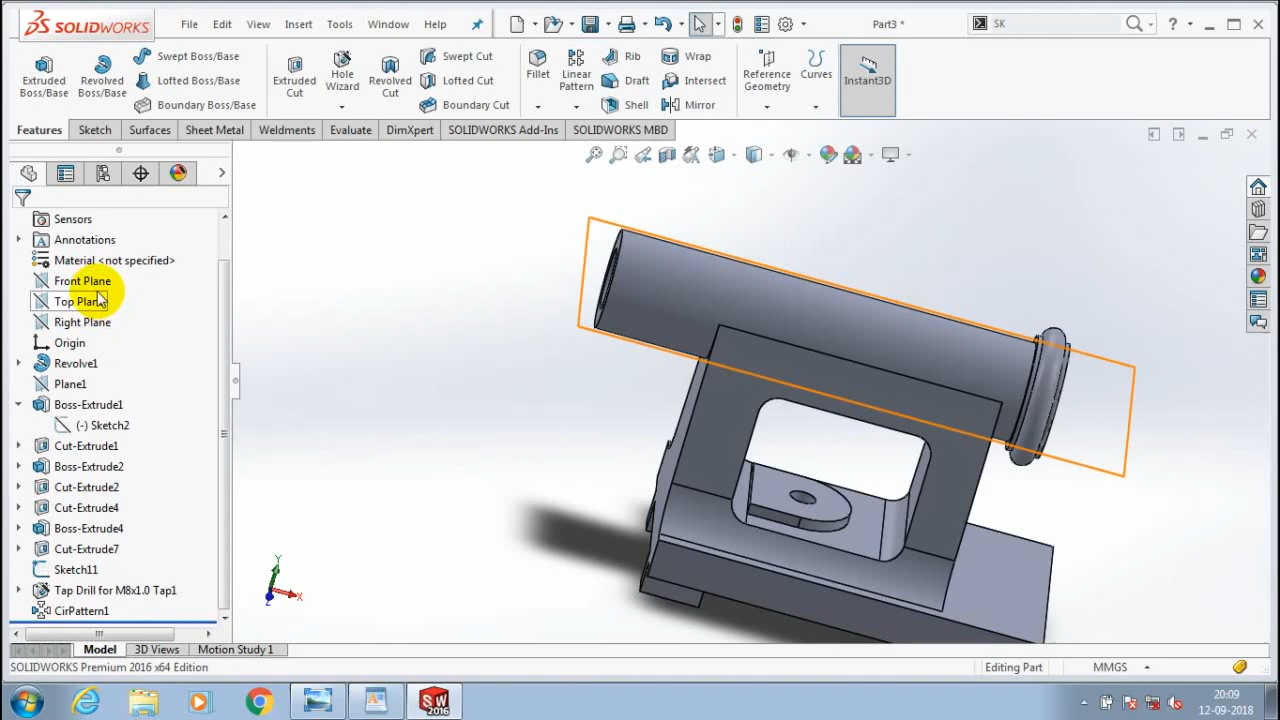 SOLIDWORKS File Edit View Insert Tools Toolbox Window Help Part3 * SK ?
Extruded Boss/Base
Revolved Boss/Base
Swept Boss/Base
Lofted Boss/Base
Boundary Boss/Base
Extruded Cut
Hole Wizard
Revolved Cut
Swept Cut
Lofted Cut
Boundary Cut
Fillet
Linear Pattern
Rib
Draft
Shell
Wrap
Intersect
Mirror
Reference Geometry
Curves
Instant3D
Features Sketch Surfaces Sheet Metal Weldments Evaluate DimXpert SOLIDWORKS Add-Ins SOLIDWORKS MBD
Sensors
Annotations
Material <not specified>
Front Plane
Top Plane
Right Plane
Origin
Revolve1
Plane1
Boss-Extrude1
(-) Sketch2
Cut-Extrude1
Boss-Extrude2
Cut-Extrude2
Cut-Extrude4
Boss-Extrude4
Cut-Extrude7
Sketch11
Tap Drill for M8x1.0 Tap1
CirPattern1
Y
X
Z
Model 3D Views Motion Study 1
SOLIDWORKS Premium 2016 x64 Edition Editing Part MMGS
SW
2016
20:09
12-09-2018